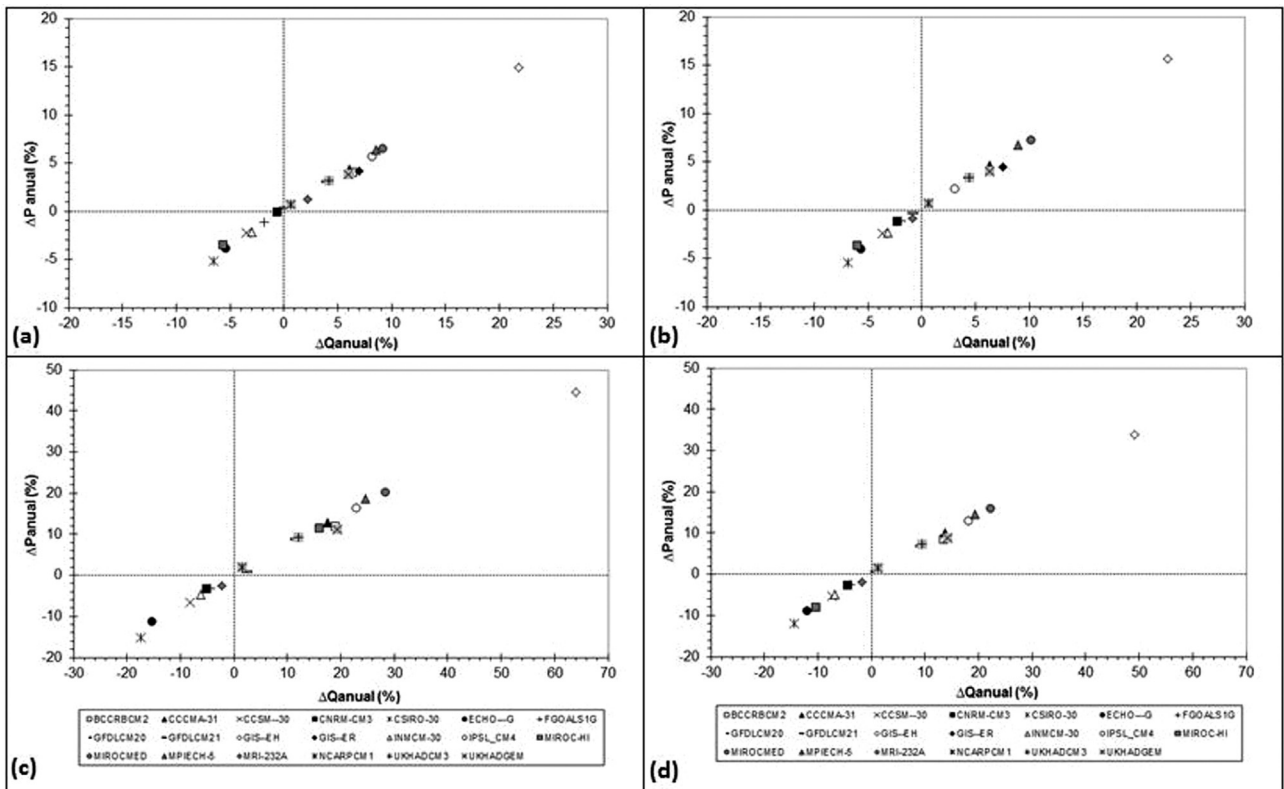 20
15
10
5
0
-5
-10
ΔP anual (%)
-20 -15 -10 -5 0 5 10 15 20 25 30
ΔQanual (%)
(a)
20
15
10
5
0
-5
-10
ΔP anual (%)
-20 -15 -10 -5 0 5 10 15 20 25 30
ΔQanual (%)
(b)
50
40
30
20
10
0
-10
-20
ΔPanual (%)
-30 -20 -10 0 10 20 30 40 50 60 70
ΔQanual (%)
BCCRBCM2 CCCMA-31 CCSM--30 CNRM-CM3 CSIRO-30 ECHO---G FGOALS1G
GFDLCM20 GFDLCM21 GIS--EH GIS--ER INMCM-30 IPSL_CM4 MIROC-HI
MIROCMED MPIECH-5 MRI-232A NCARPCM1 UKHADCM3 UKHADGEM
(c)
50
40
30
20
10
0
-10
-20
ΔPanual (%)
-30 -20 -10 0 10 20 30 40 50 60 70
ΔQanual (%)
BCCRBCM2 CCCMA-31 CCSM--30 CNRM-CM3 CSIRO-30 ECHO---G FGOALS1G
GFDLCM20 GFDLCM21 GIS--EH GIS--ER INMCM-30 IPSL_CM4 MIROC-HI
MIROCMED MPIECH-5 MRI-232A NCARPCM1 UKHADCM3 UKHADGEM
(d)